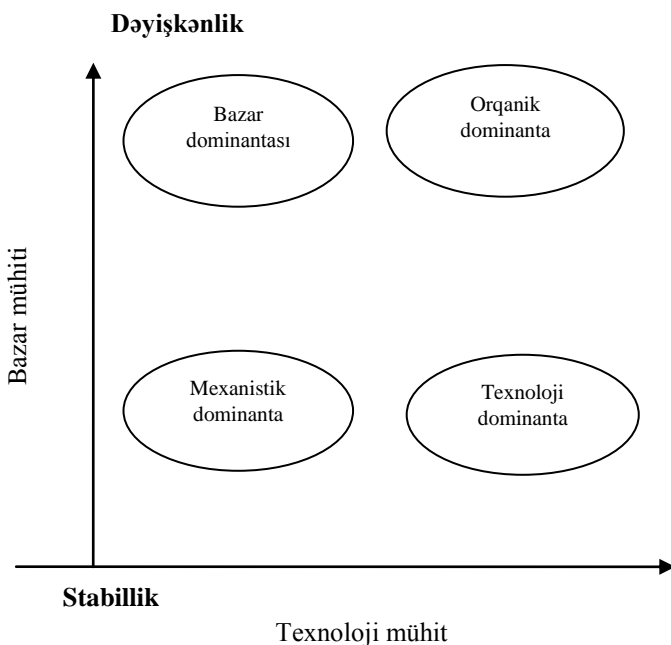 Dəyişkənlik
Bazar
dominantası
Orqanik
dominanta
Bazar mühiti
Mexanistik
dominanta
Texnoloji
dominanta
Stabillik
Texnoloji mühit